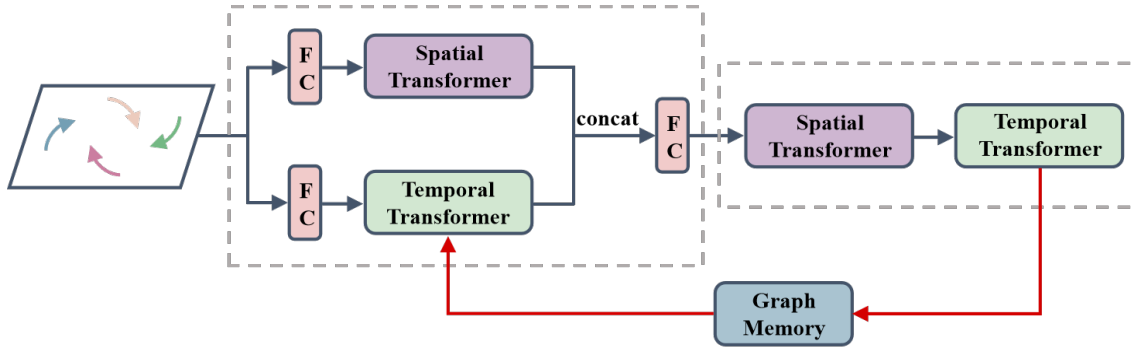 F
C
Spatial
Transformer
concat
F
C
F
C
Temporal
Transformer
Spatial
Transformer
Temporal
Transformer
Graph
Memory